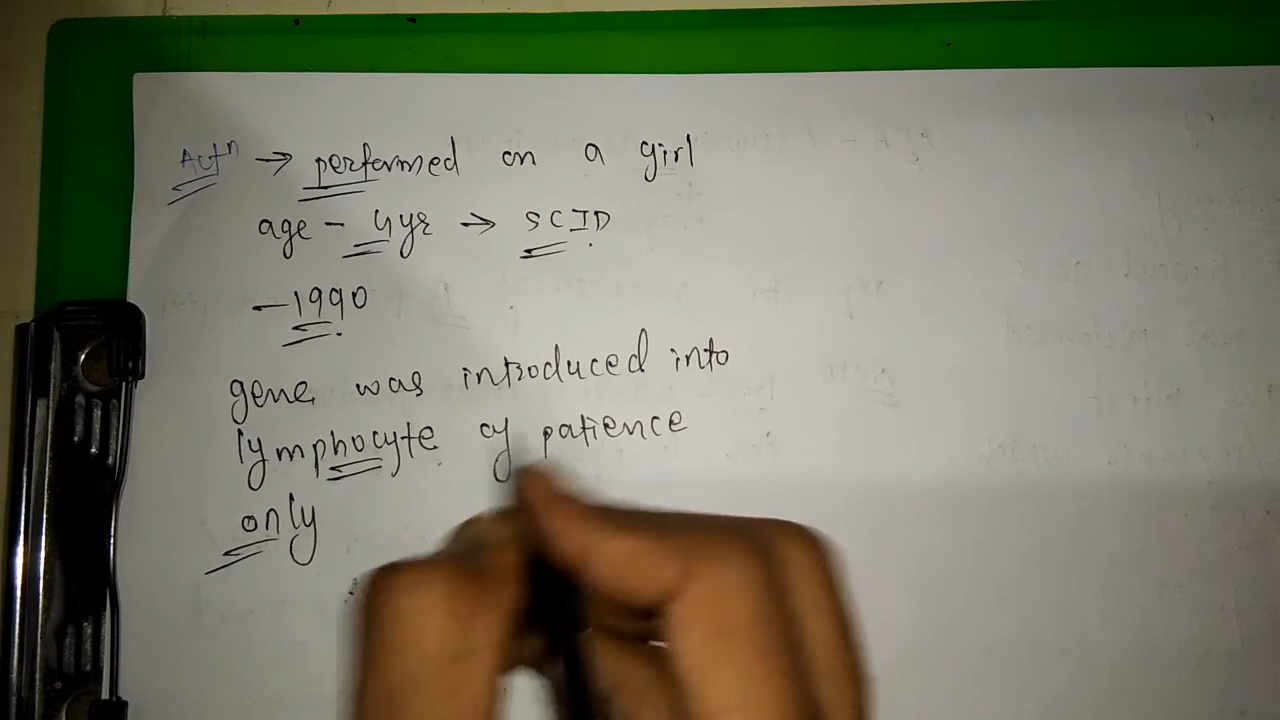 Actⁿ → performed on a girl
age - 4yr → SCID
- 1990
gene was introduced into
lymphocyte of patience
only